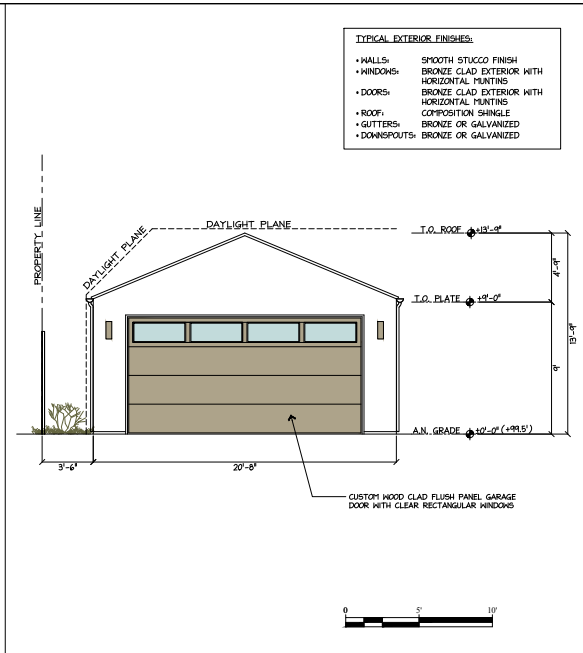 TYPICAL EXTERIOR FINISHES:
• WALLS: SMOOTH STUCCO FINISH
• WINDOWS: BRONZE CLAD EXTERIOR WITH
HORIZONTAL MUNTINS
• DOORS: BRONZE CLAD EXTERIOR WITH
HORIZONTAL MUNTINS
• ROOF: COMPOSITION SHINGLE
• GUTTERS: BRONZE OR GALVANIZED
• DOWNSPOUTS: BRONZE OR GALVANIZED
PROPERTY LINE
DAYLIGHT PLANE
DAYLIGHT PLANE
T.O. ROOF +13'-9"
4'-9"
T.O. PLATE +9'-0"
13'-9"
9'
A.N. GRADE ±0'-0" (+99.5')
3'-6"
20'-8"
CUSTOM WOOD CLAD FLUSH PANEL GARAGE
DOOR WITH CLEAR RECTANGULAR WINDOWS
0 5' 10'